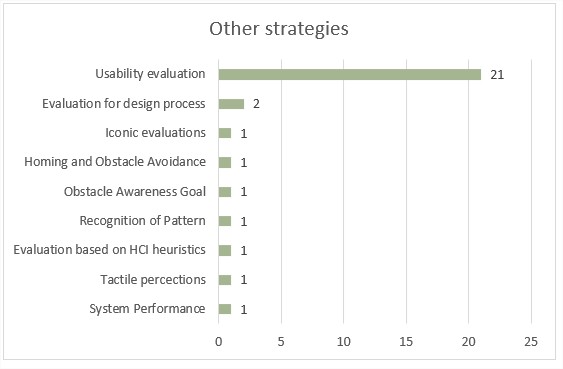 Other strategies
Usability evaluation 21
Evaluation for design process 2
Iconic evaluations 1
Homing and Obstacle Avoidance 1
Obstacle Awareness Goal 1
Recognition of Pattern 1
Evaluation based on HCI heuristics 1
Tactile percections 1
System Performance 1
0 5 10 15 20 25